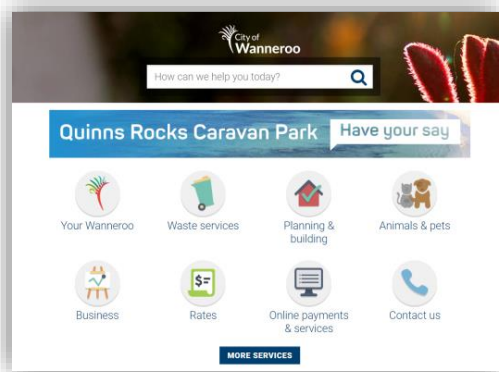 City of
Wanneroo
How can we help you today?
Quinns Rocks Caravan Park Have your say
Your Wanneroo
Waste services
Planning &
building
Animals & pets
$=
Business
Rates
Online payments
& services
Contact us
MORE SERVICES